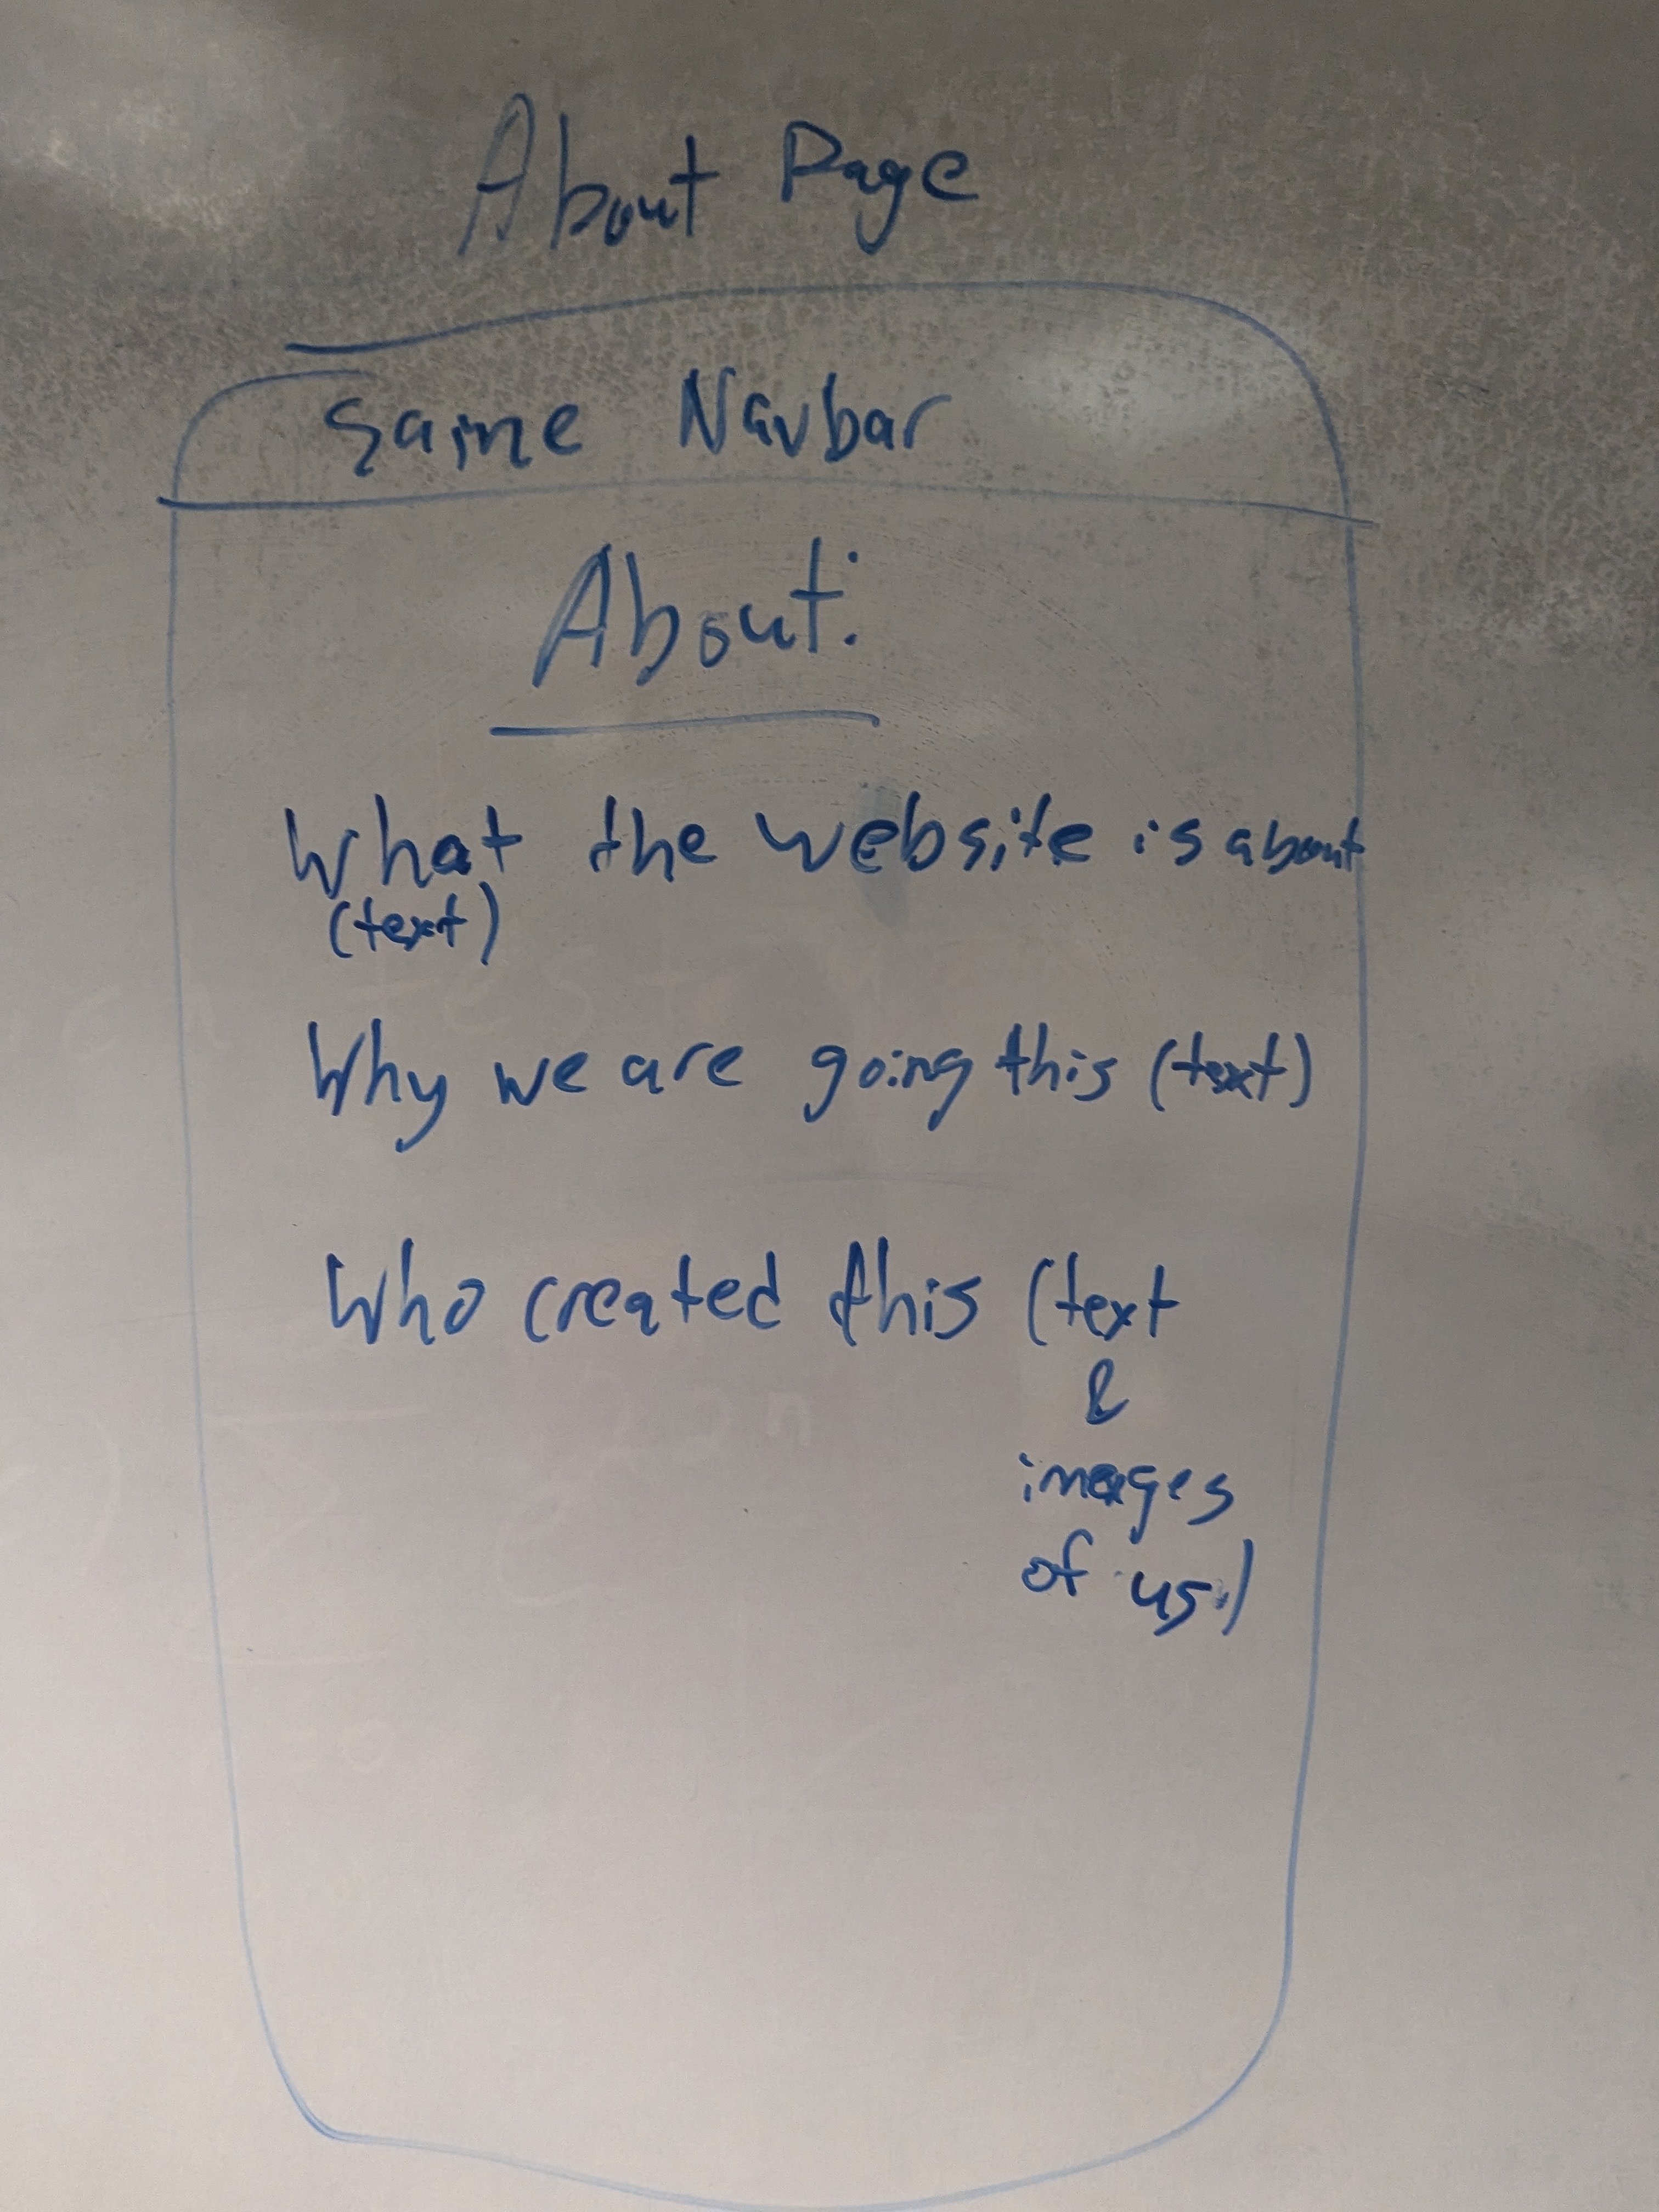 About Page
Same Navbar
About:
What the website is about
(text)
Why we are going this (text)
Who created this (text
&
images
of us.)